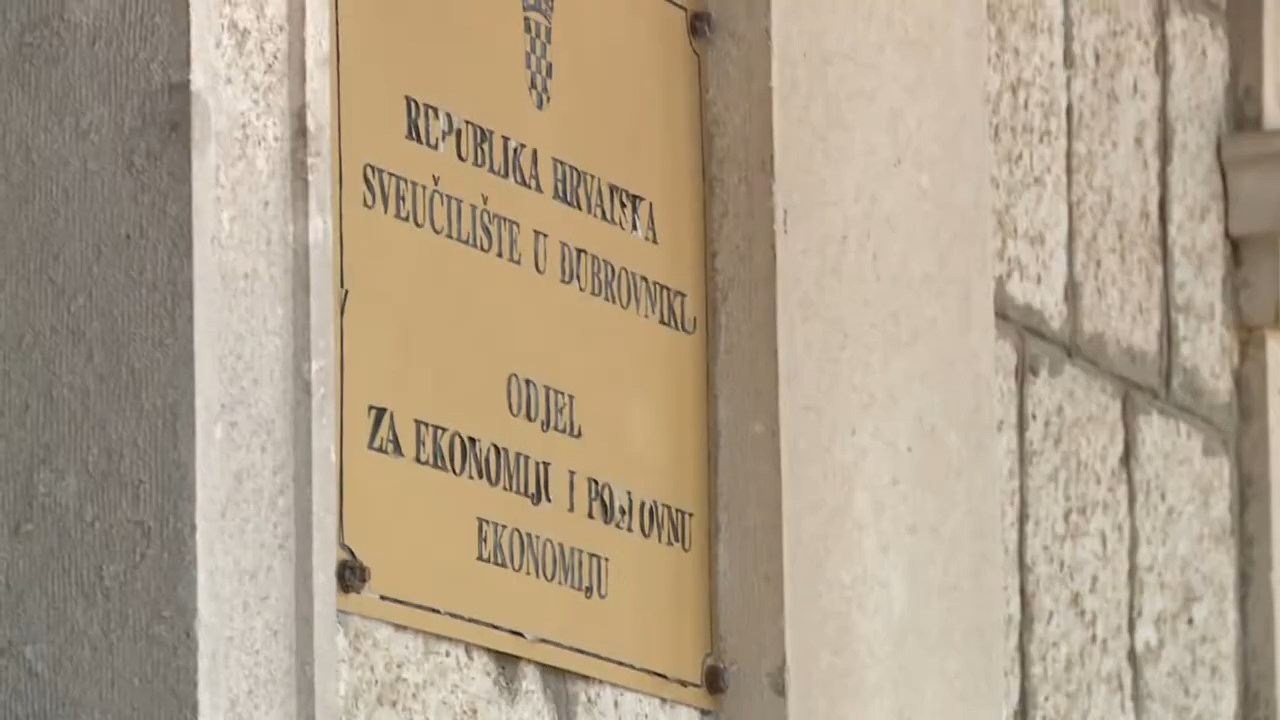 REPUBLIKA HRVATSKA
SVEUČILIŠTE U DUBROVNIKU
ODJEL
ZA EKONOMIJU I POSLOVNU
EKONOMIJU